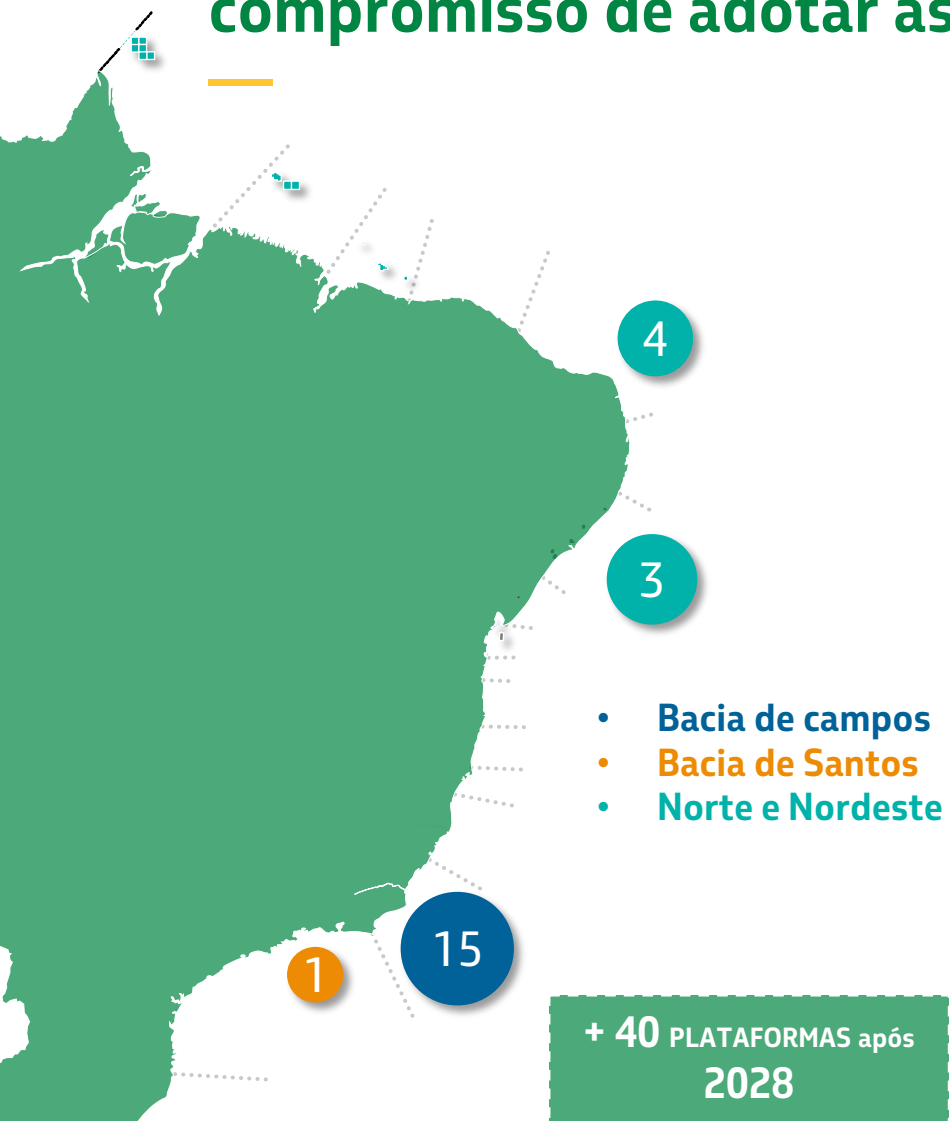 compromisso de adotar as
4
3
• Bacia de campos
• Bacia de Santos
• Norte e Nordeste
15
1
+ 40 PLATAFORMAS após
2028